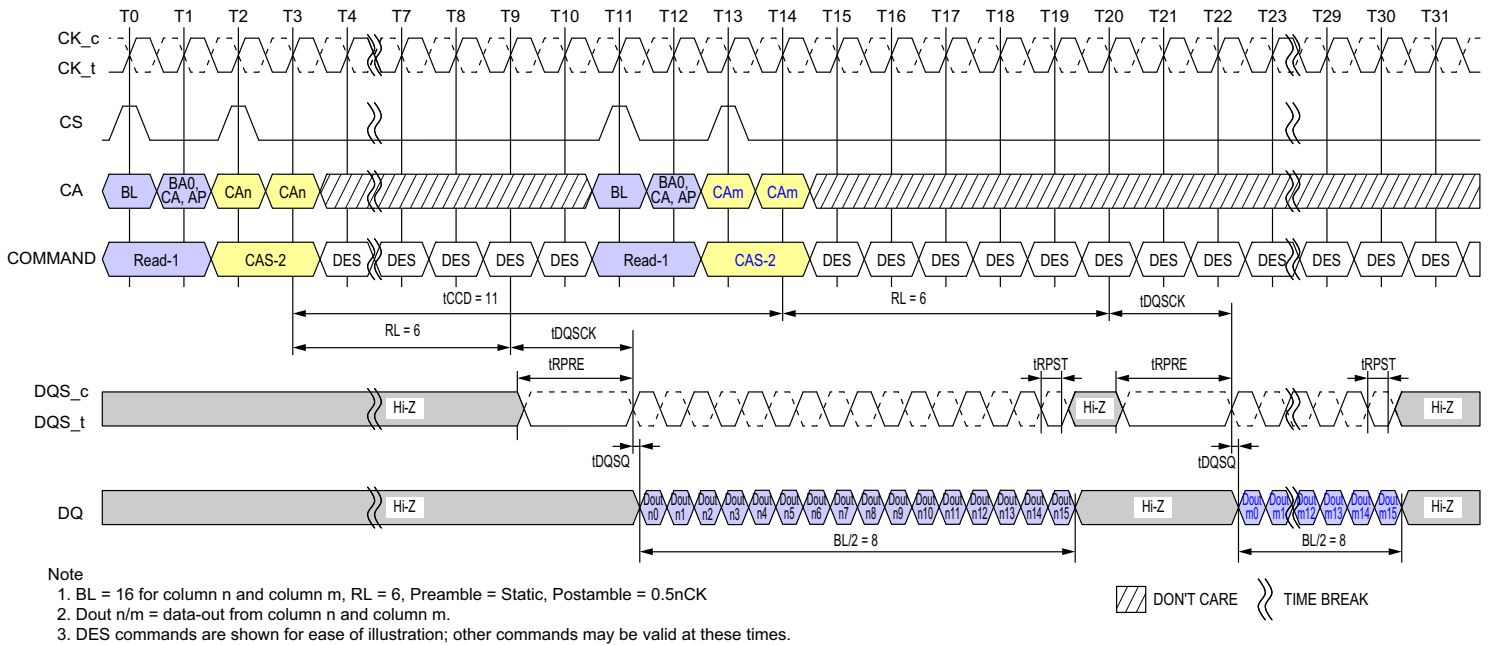 T0 T1 T2 T3 T4 T7 T8 T9 T10 T11 T12 T13 T14 T15 T16 T17 T18 T19 T20 T21 T22 T23 T29 T30 T31
CK_c
CK_t
CS
CA BL BA0, CA, AP CAn CAn BL BA0, CA, AP CAm CAm
COMMAND Read-1 CAS-2 DES DES DES DES DES Read-1 CAS-2 DES DES DES DES DES DES DES DES DES DES DES DES
tCCD = 11 RL = 6 tDQSCK
RL = 6 tDQSCK
tRPRE tRPST tRPRE tRPST
DQS_c
DQS_t
Hi-Z Hi-Z Hi-Z
tDQSQ tDQSQ
DQ Hi-Z Dout n0 Dout n1 Dout n2 Dout n3 Dout n4 Dout n5 Dout n6 Dout n7 Dout n8 Dout n9 Dout n10 Dout n11 Dout n12 Dout n13 Dout n14 Dout n15 Hi-Z Dout m0 Dout m1 Dout m12 Dout m13 Dout m14 Dout m15 Hi-Z
BL/2 = 8 BL/2 = 8
Note
1. BL = 16 for column n and column m, RL = 6, Preamble = Static, Postamble = 0.5nCK
2. Dout n/m = data-out from column n and column m.
3. DES commands are shown for ease of illustration; other commands may be valid at these times.
DON'T CARE TIME BREAK